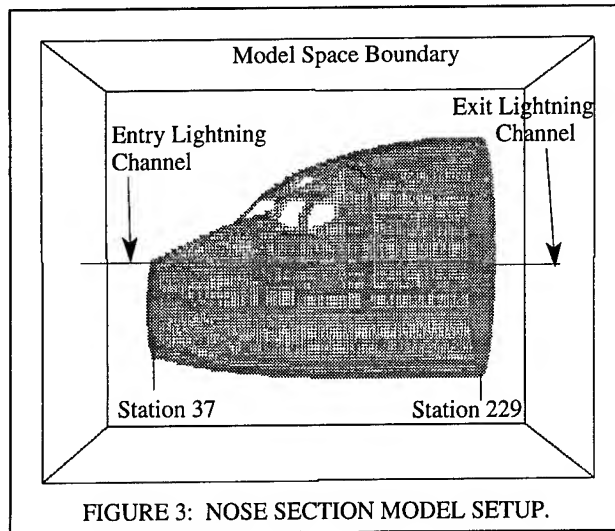 Model Space Boundary
Entry Lightning
Channel
Exit Lightning
Channel
Station 37
Station 229
FIGURE 3: NOSE SECTION MODEL SETUP.